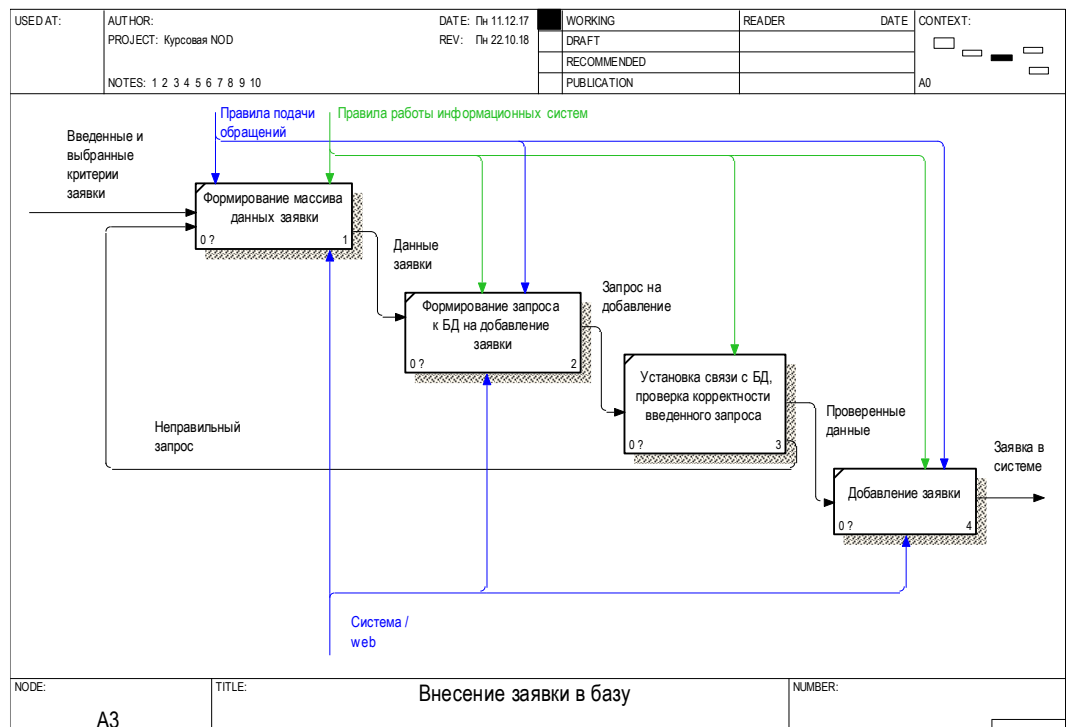 USED AT:
AUTHOR:
DATE: Пн 11.12.17
WORKING
READER
DATE
CONTEXT:
PROJECT: Курсовая NOD
REV: Пн 22.10.18
DRAFT
RECOMMENDED
NOTES: 1 2 3 4 5 6 7 8 9 10
PUBLICATION
A0
Правила подачи
обращений
Правила работы информационных систем
Введенные и
выбранные
критерии
заявки
Формирование массива
данных заявки
0 ?
1
Данные
заявки
Формирование запроса
к БД на добавление
заявки
0 ?
2
Запрос на
добавление
Установка связи с БД,
проверка корректности
введенного запроса
0 ?
3
Неправильный
запрос
Проверенные
данные
Добавление заявки
0 ?
4
Заявка в
системе
Система /
web
NODE:
TITLE:
Внесение заявки в базу
NUMBER:
A3